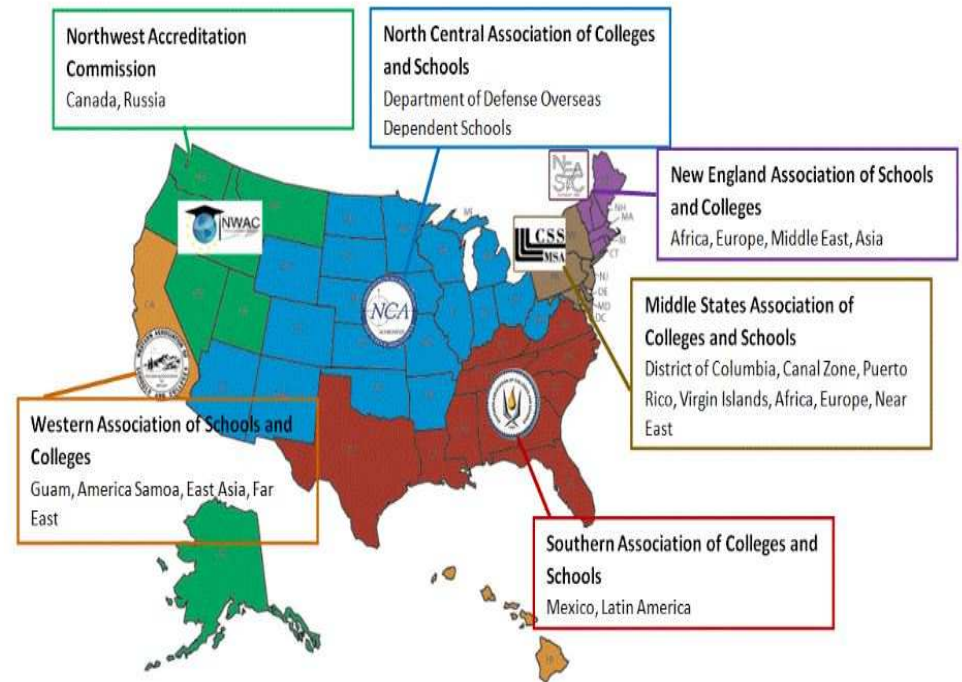 Northwest Accreditation
Commission
Canada, Russia
North Central Association of Colleges
and Schools
Department of Defense Overseas
Dependent Schools
New England Association of Schools
and Colleges
Africa, Europe, Middle East, Asia
NWAC
CSS
MSA
NCA
NH
MA
CT
NJ
DE
MD
DC
CA
Middle States Association of
Colleges and Schools
District of Columbia, Canal Zone, Puerto
Rico, Virgin Islands, Africa, Europe, Near
East
Western Association of Schools and
Colleges
Guam, America Samoa, East Asia, Far
East
Southern Association of Colleges and
Schools
Mexico, Latin America